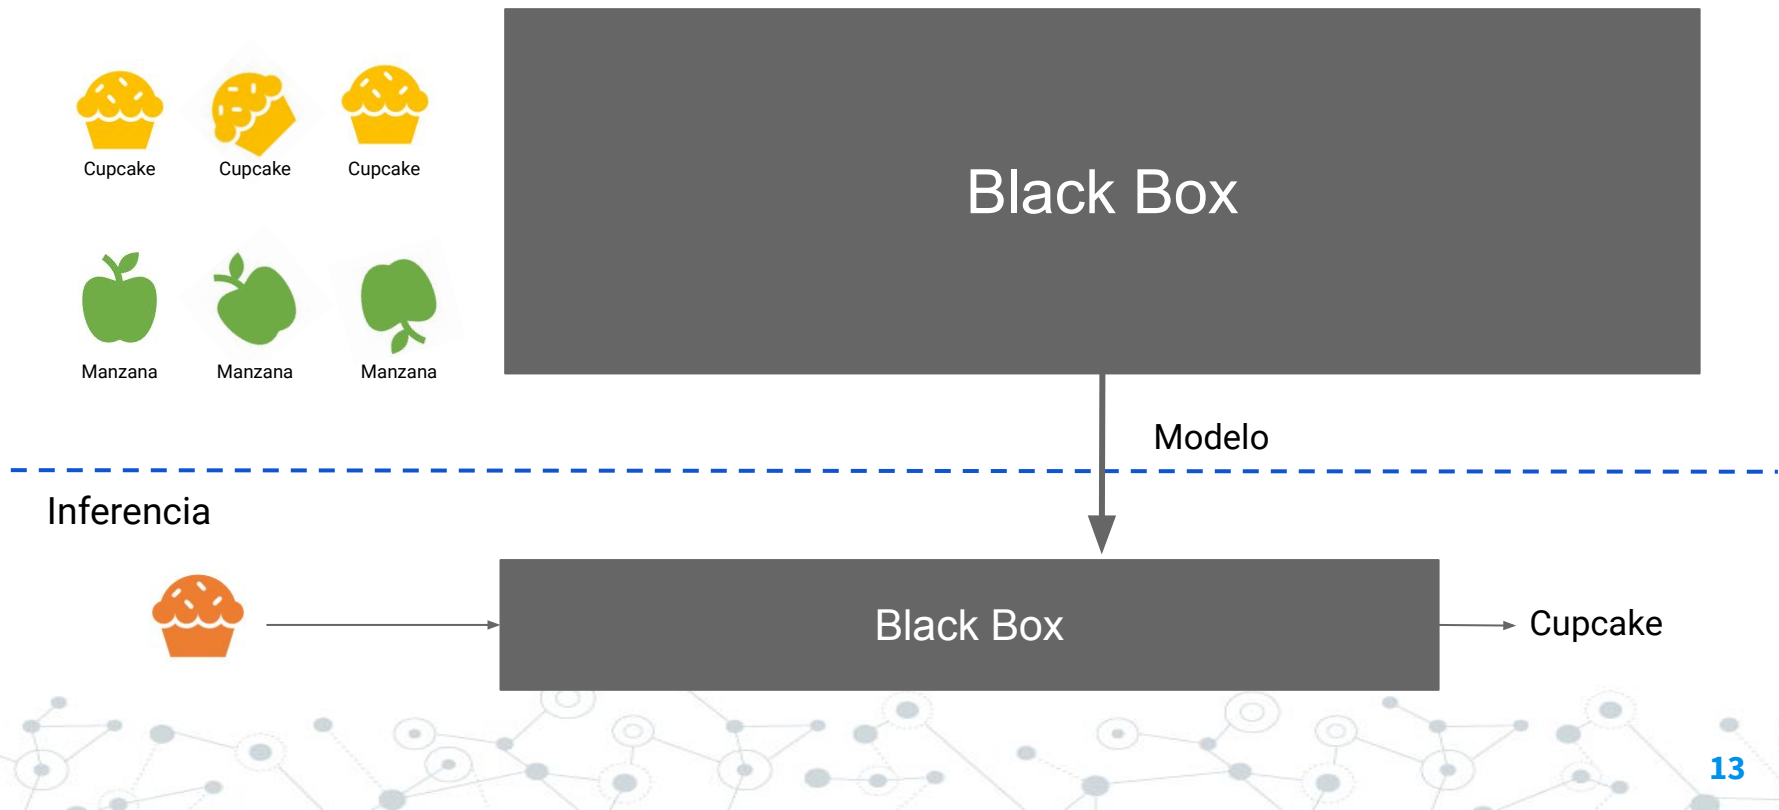 Cupcake Cupcake Cupcake
Black Box
Manzana Manzana Manzana
Modelo
Inferencia
Black Box
Cupcake
13